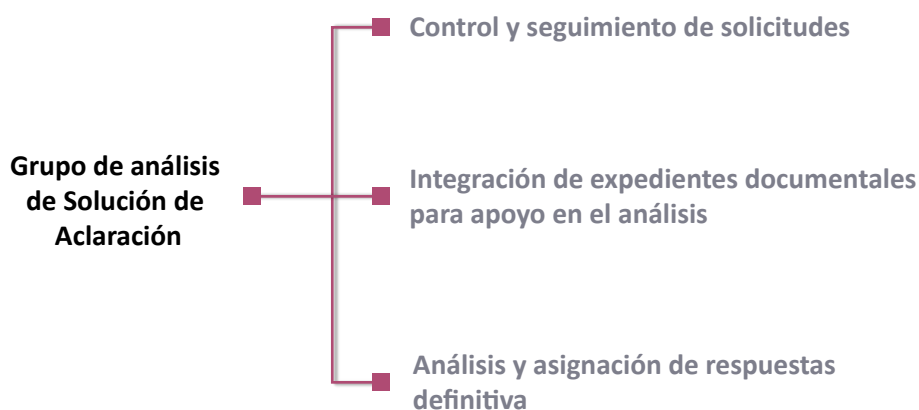 Control y seguimiento de solicitudes
Grupo de análisis
de Solución de
Aclaración
Integración de expedientes documentales
para apoyo en el análisis
Análisis y asignación de respuestas
definitiva